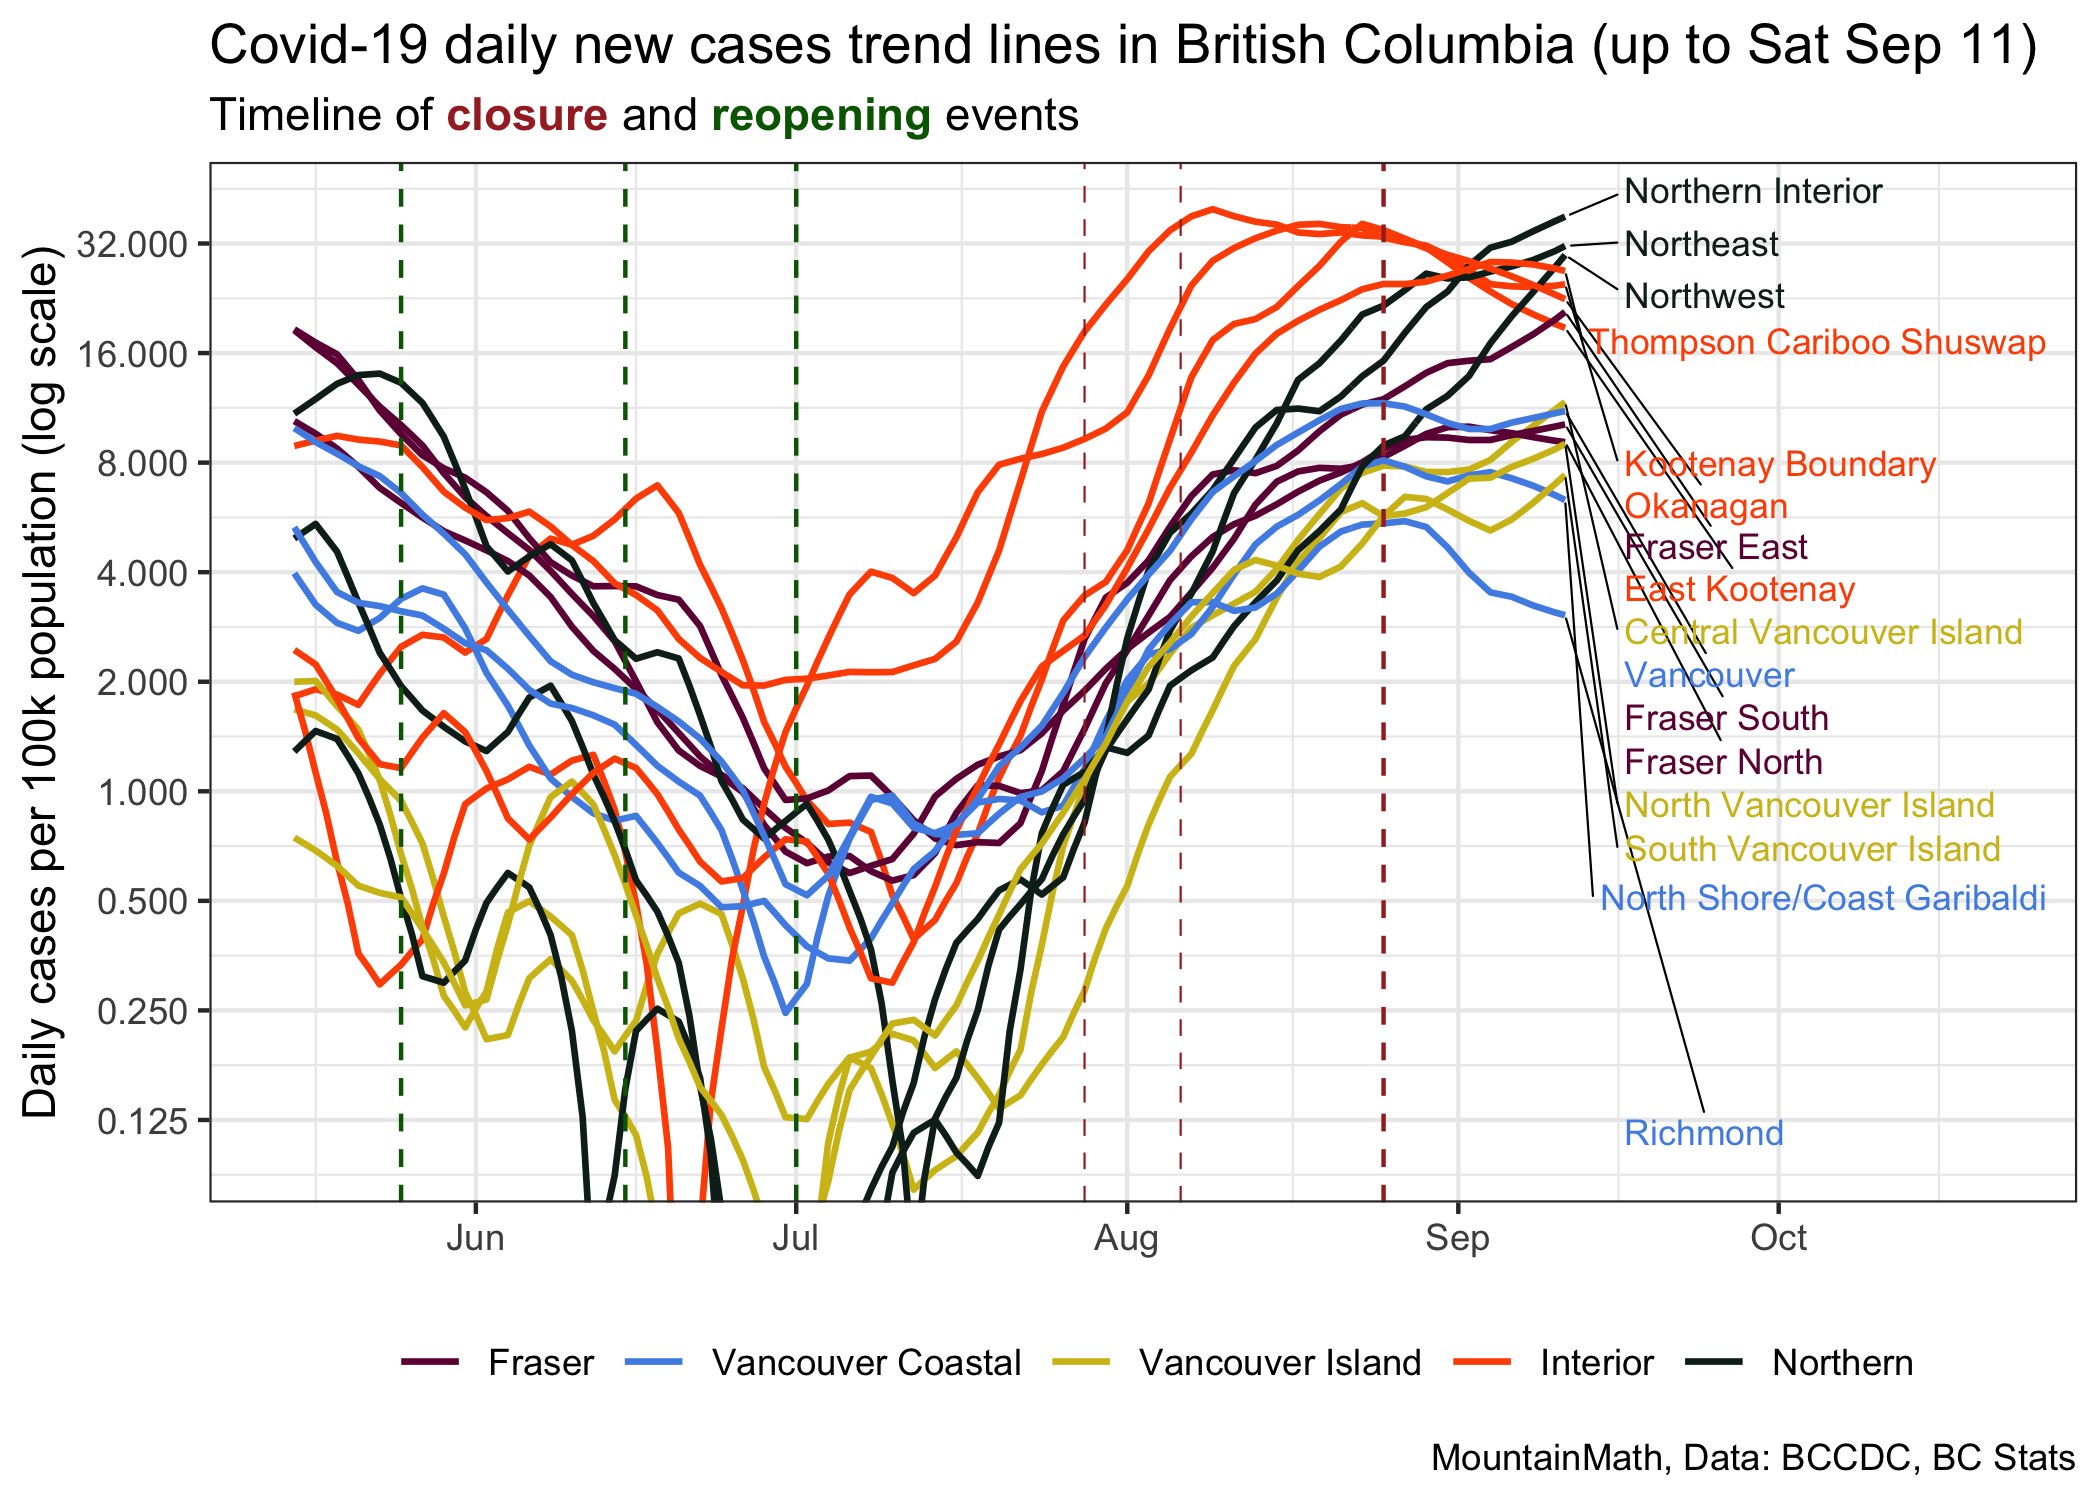 Covid-19 daily new cases trend lines in British Columbia (up to Sat Sep 11)
Timeline of closure and reopening events
Daily cases per 100k population (log scale)
32.000
16.000
8.000
4.000
2.000
1.000
0.500
0.250
0.125
Northern Interior
Northeast
Northwest
Thompson Cariboo Shuswap
Kootenay Boundary
Okanagan
Fraser East
East Kootenay
Central Vancouver Island
Vancouver
Fraser South
Fraser North
North Vancouver Island
South Vancouver Island
North Shore/Coast Garibaldi
Richmond
Jun
Jul
Aug
Sep
Oct
Fraser
Vancouver Coastal
Vancouver Island
Interior
Northern
MountainMath, Data: BCCDC, BC Stats